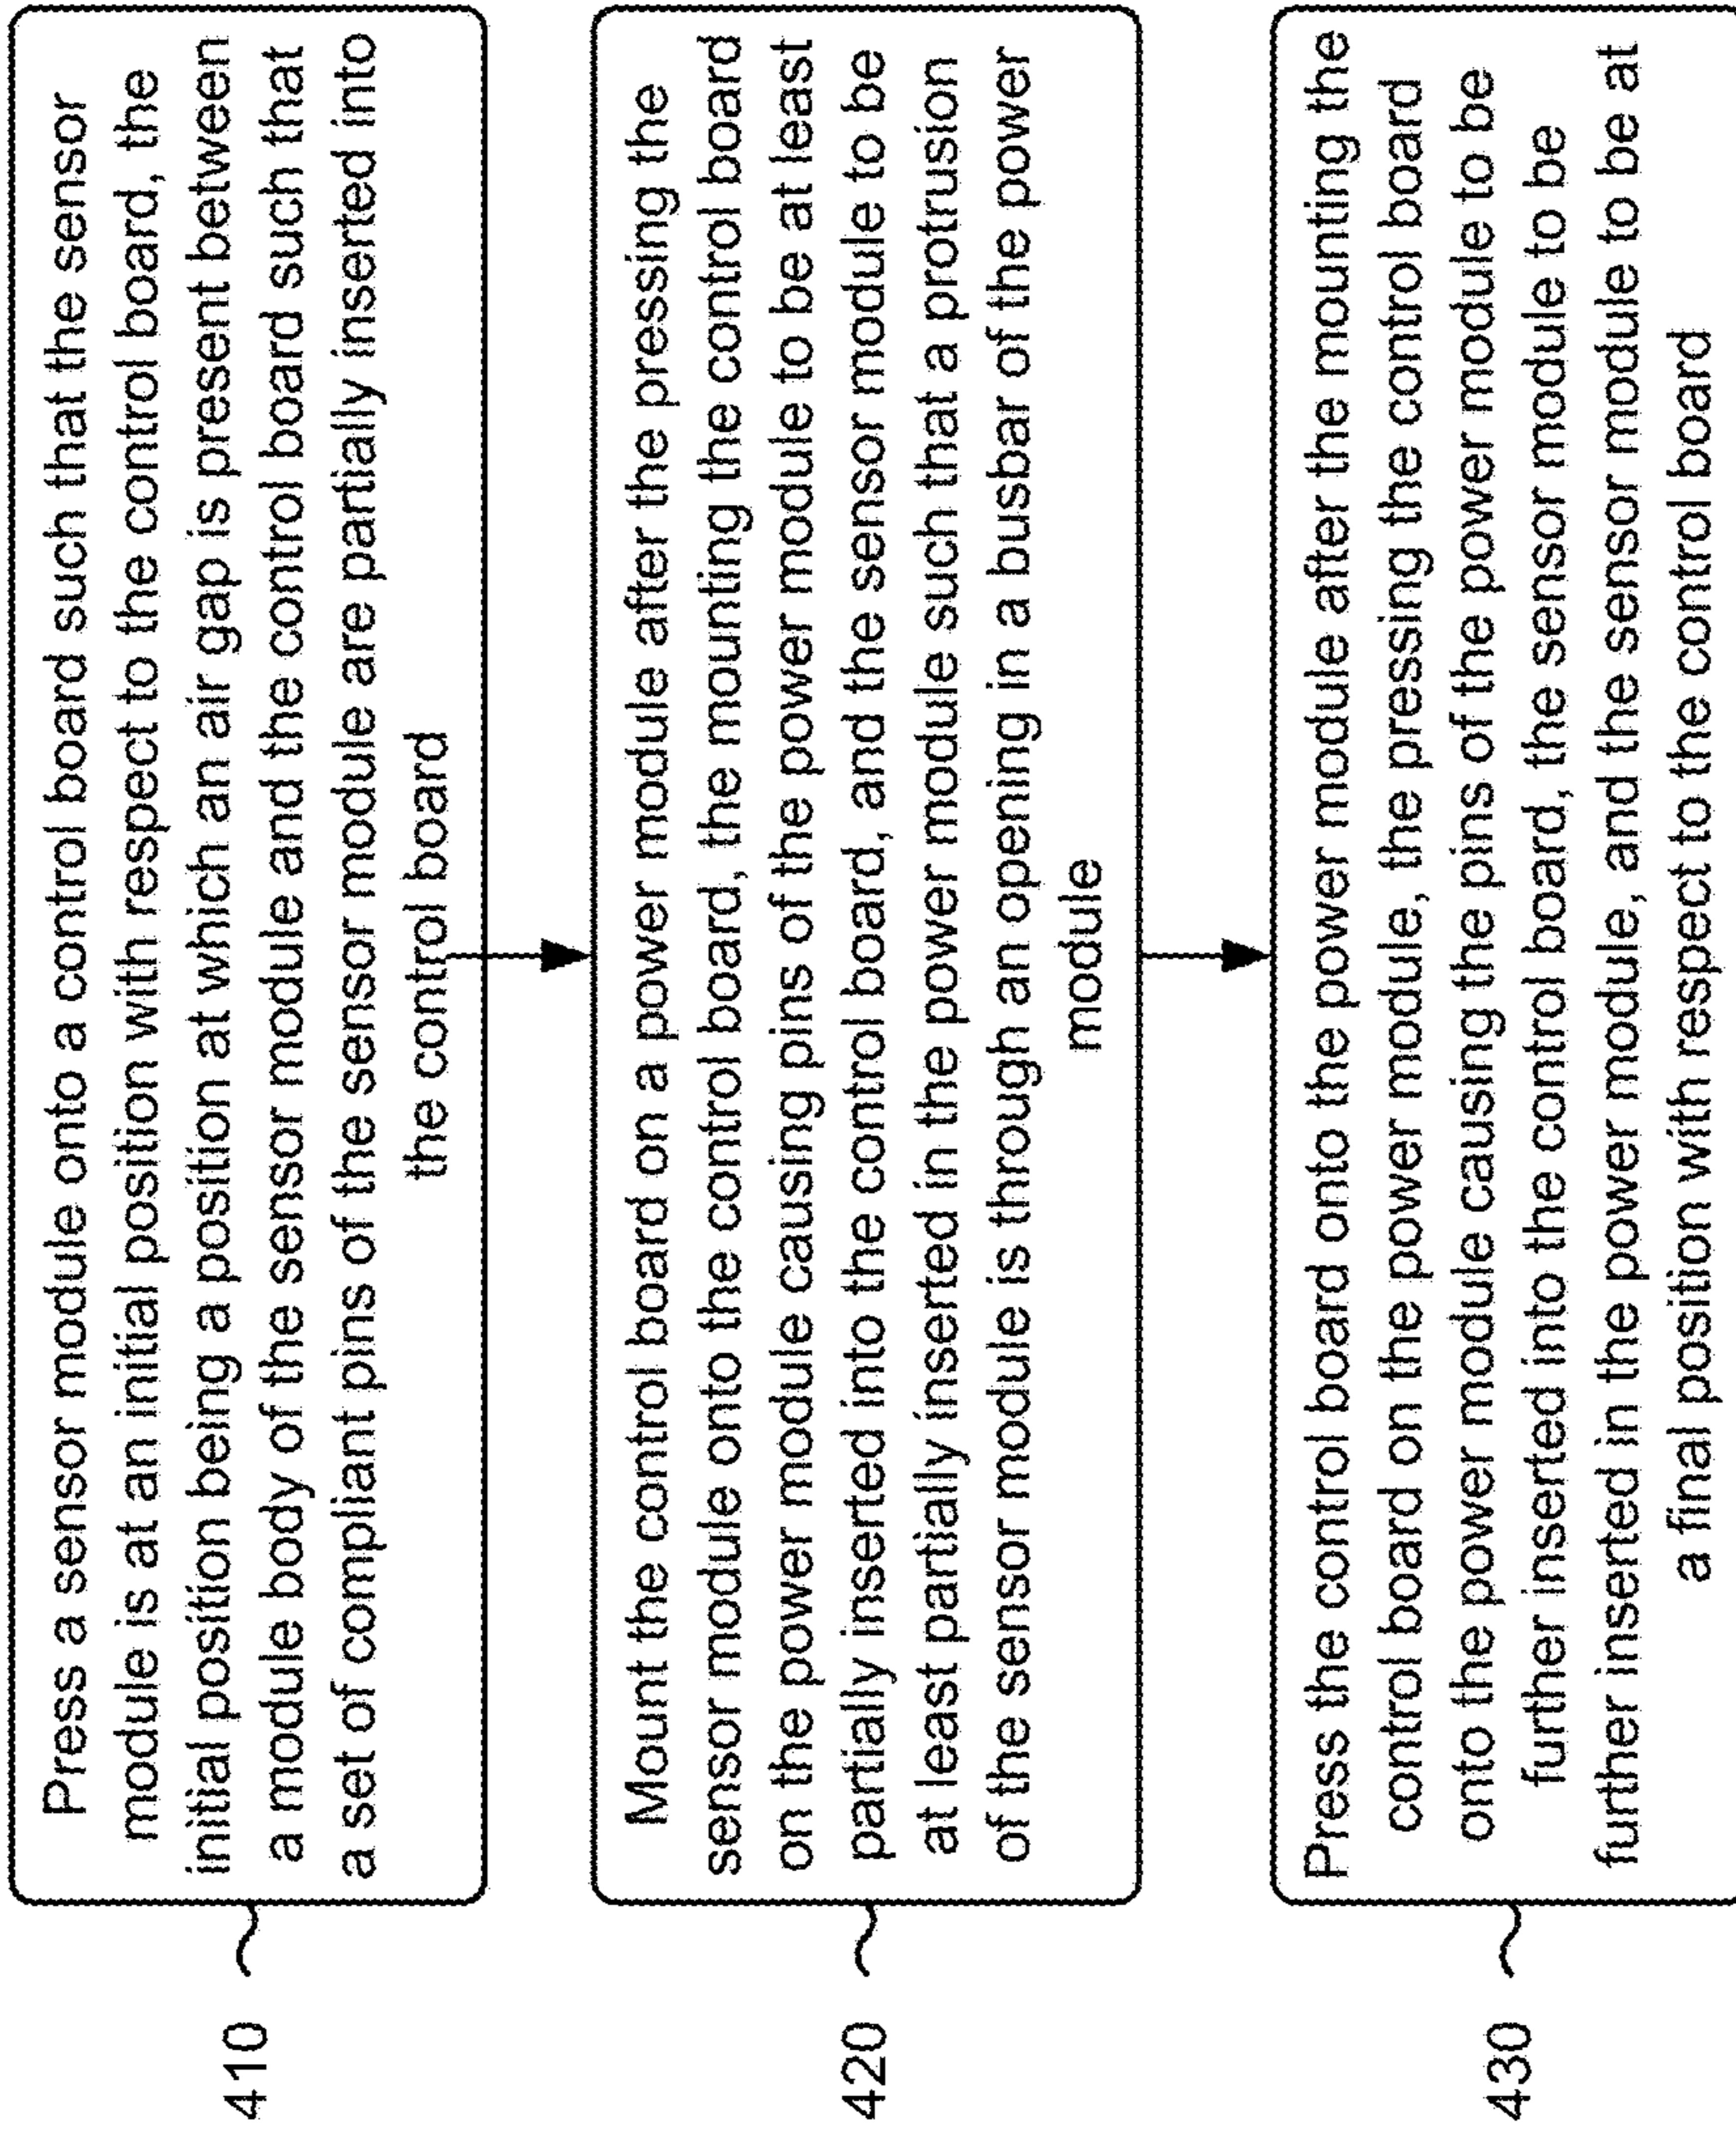 410
Press a sensor module onto a control board such that the sensor
module is at an initial position with respect to the control board, the
initial position being a position at which an air gap is present between
a module body of the sensor module and the control board such that
a set of compliant pins of the sensor module are partially inserted into
the control board
420
Mount the control board on a power module after the pressing the
sensor module onto the control board, the mounting the control board
on the power module causing pins of the power module to be at least
partially inserted into the control board, and the sensor module to be
at least partially inserted in the power module such that a protrusion
of the sensor module is through an opening in a busbar of the power
module
430
Press the control board onto the power module after the mounting the
control board on the power module, the pressing the control board
onto the power module causing the pins of the power module to be
further inserted into the control board, the sensor module to be
further inserted in the power module, and the sensor module to be at
a final position with respect to the control board